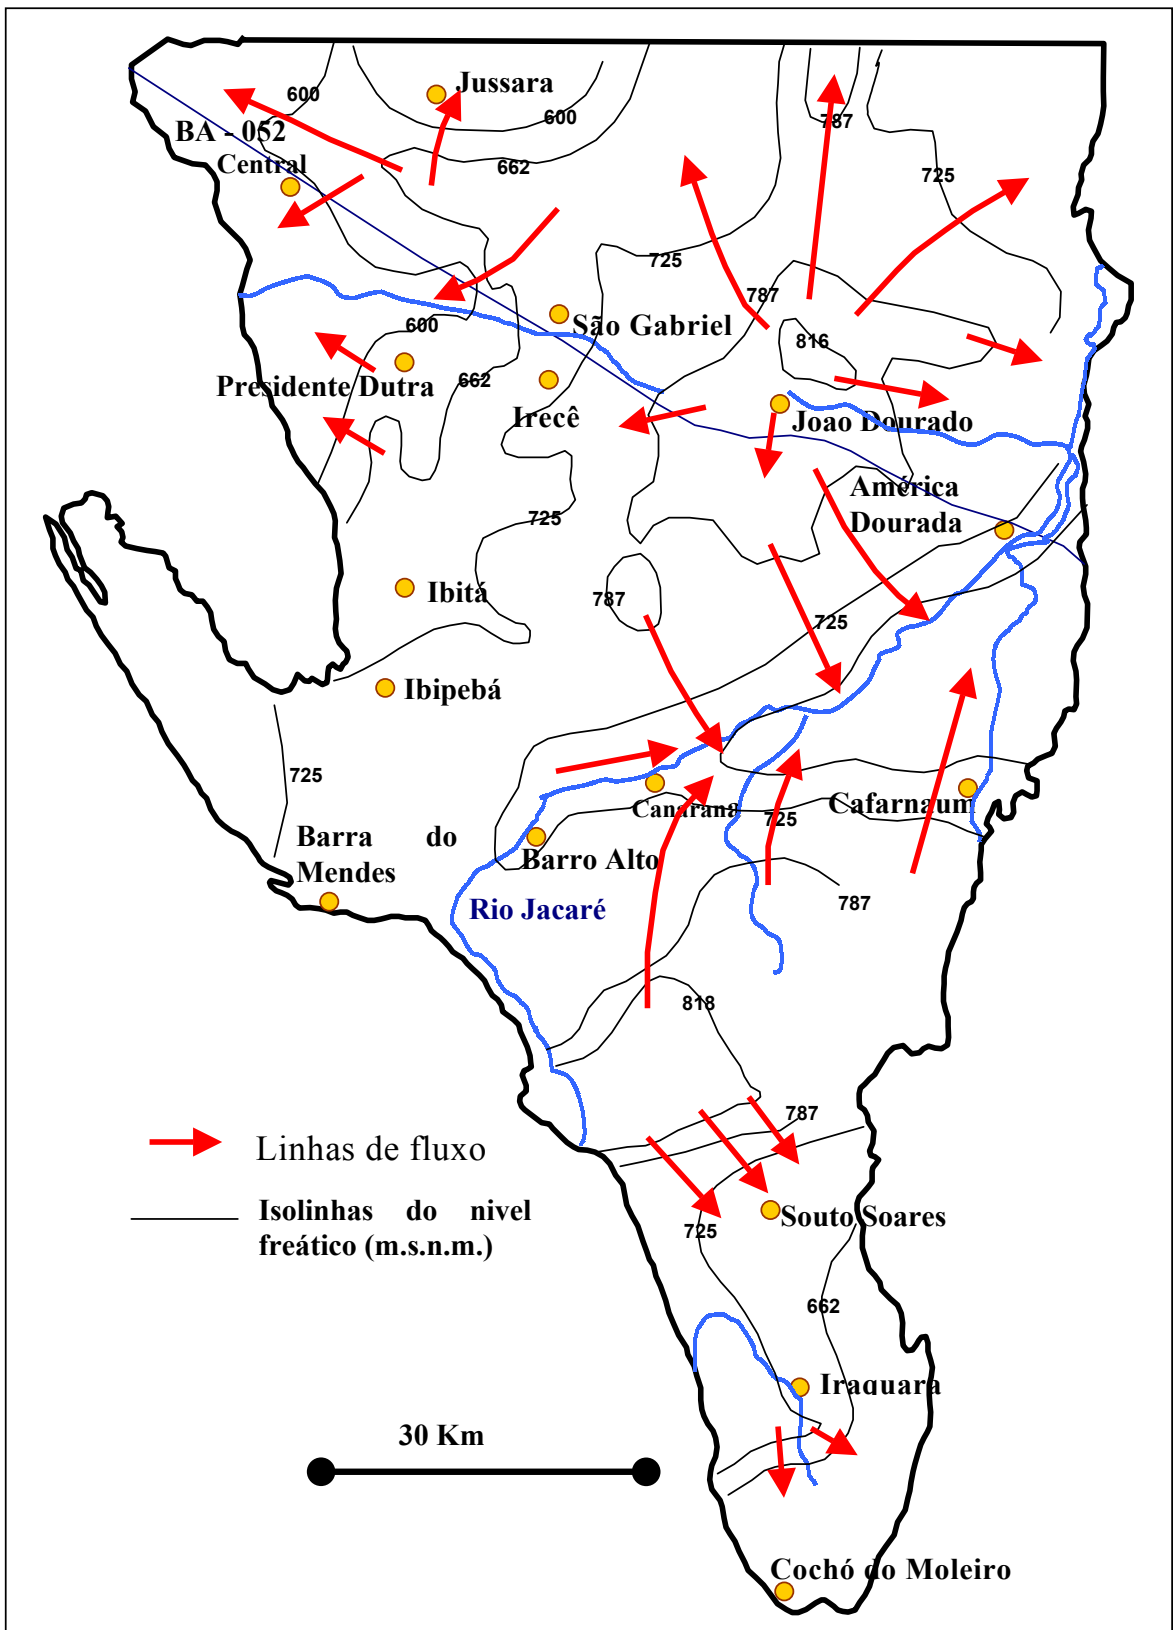 Jussara
600
600
BA - 052
Central
662
725
787
725
787
600
São Gabriel
816
Presidente Dutra
662
Irecê
Joao Dourado
América
Dourada
725
Ibitá
787
725
Ibipebá
725
Canarana
Cafarnaum
725
Barra do
Mendes
Barro Alto
787
Rio Jacaré
818
787
Linhas de fluxo
Isolinhas do nivel
freático (m.s.n.m.)
Souto Soares
725
662
Iraquara
30 Km
Cochó do Moleiro